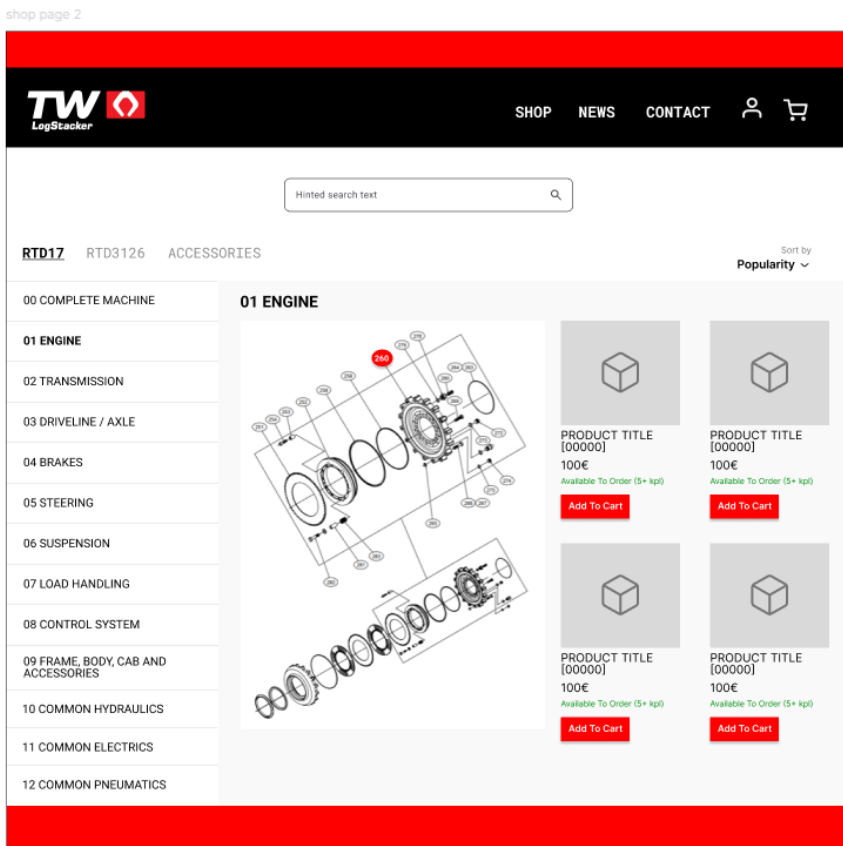 shop page 2
TW
LogStacker
SHOP NEWS CONTACT
Hinted search text
RTD17 RTD3126 ACCESSORIES
Sort by
Popularity
00 COMPLETE MACHINE
01 ENGINE
02 TRANSMISSION
03 DRIVELINE / AXLE
04 BRAKES
05 STEERING
06 SUSPENSION
07 LOAD HANDLING
08 CONTROL SYSTEM
09 FRAME, BODY, CAB AND
ACCESSORIES
10 COMMON HYDRAULICS
11 COMMON ELECTRICS
12 COMMON PNEUMATICS
01 ENGINE
260
PRODUCT TITLE
[00000]
100€
Available To Order (5+ kpl)
Add To Cart
PRODUCT TITLE
[00000]
100€
Available To Order (5+ kpl)
Add To Cart
PRODUCT TITLE
[00000]
100€
Available To Order (5+ kpl)
Add To Cart
PRODUCT TITLE
[00000]
100€
Available To Order (5+ kpl)
Add To Cart